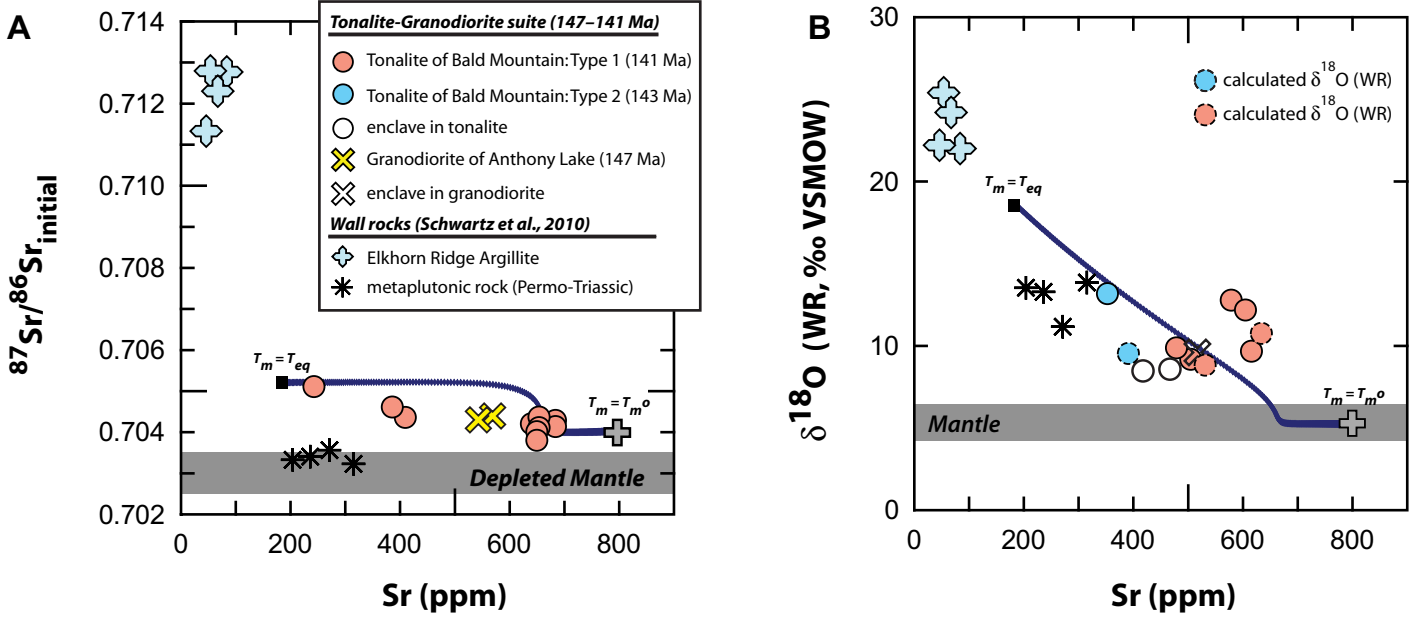 A
0.714
0.712
0.710
0.708
0.706
0.704
0.702
⁸⁷Sr/⁸⁶Sr initial
0
200
400
600
800
Sr (ppm)
Tonalite-Granodiorite suite (147–141 Ma)
Tonalite of Bald Mountain: Type 1 (141 Ma)
Tonalite of Bald Mountain: Type 2 (143 Ma)
enclave in tonalite
Granodiorite of Anthony Lake (147 Ma)
enclave in granodiorite
Wall rocks (Schwartz et al., 2010)
Elkhorn Ridge Argillite
metaplutonic rock (Permo-Triassic)
Tm = Teq
Tm = Tm°
Depleted Mantle
B
30
20
10
0
δ¹⁸O (WR, ‰ VSMOW)
0
200
400
600
800
Sr (ppm)
calculated δ¹⁸O (WR)
calculated δ¹⁸O (WR)
Tm = Teq
Tm = Tm°
Mantle